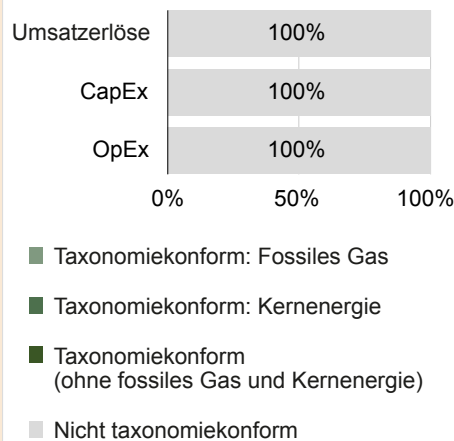 Umsatzerlöse 100%
CapEx 100%
OpEx 100%
0% 50% 100%
Taxonomiekonform: Fossiles Gas
Taxonomiekonform: Kernenergie
Taxonomiekonform
(ohne fossiles Gas und Kernenergie)
Nicht taxonomiekonform